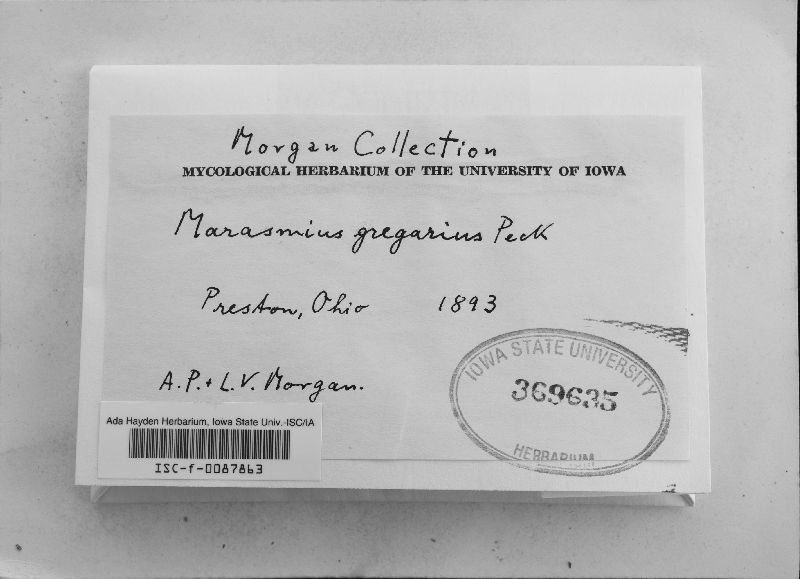 Morgan Collection
MYCOLOGICAL HERBARIUM OF THE UNIVERSITY OF IOWA
Marasmius gregarius Peck
Preston, Ohio 1893
A.P. + L.V. Morgan.
IOWA STATE UNIVERSITY
369635
HERBARIUM
Ada Hayden Herbarium, Iowa State Univ.-ISC/IA
ISC-f-0087863